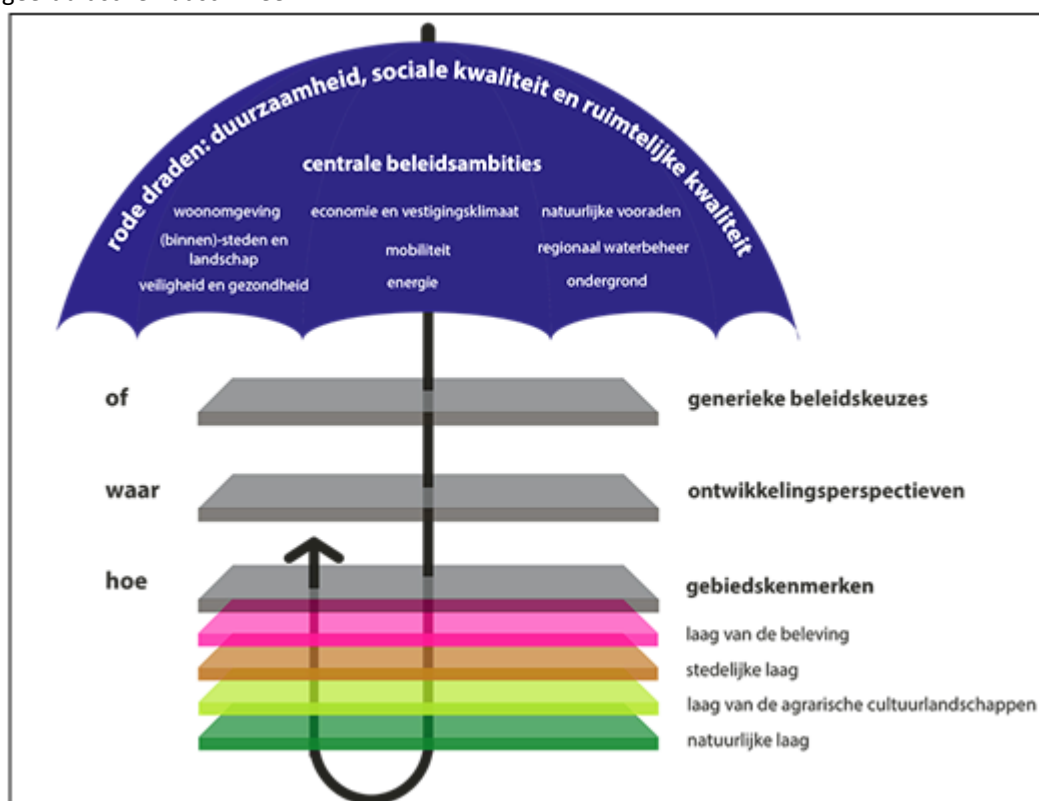 rode draden: duurzaamheid, sociale kwaliteit en ruimtelijke kwaliteit
centrale beleidsambities
woonomgeving
economie en vestigingsklimaat
natuurlijke vooraden
(binnen)-steden en
landschap
mobiliteit
regionaal waterbeheer
veiligheid en gezondheid
energie
ondergrond
of
generieke beleidskeuzes
waar
ontwikkelingsperspectieven
hoe
gebiedskenmerken
laag van de beleving
stedelijke laag
laag van de agrarische cultuurlandschappen
natuurlijke laag